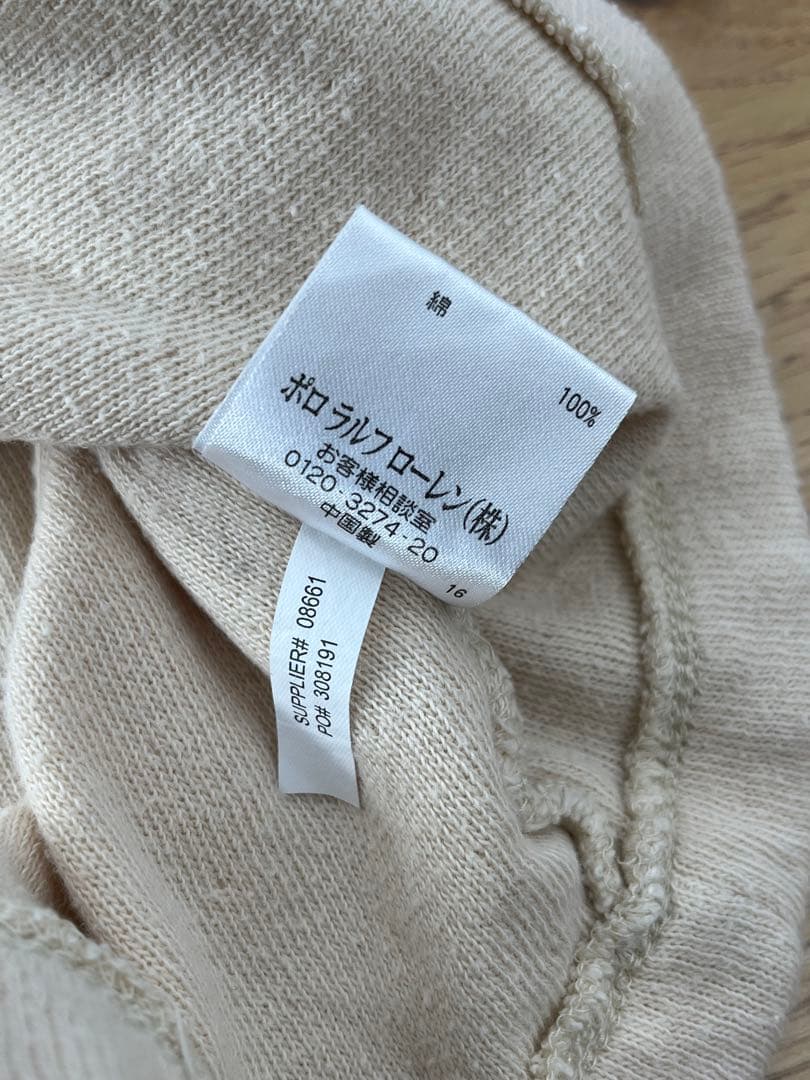 綿 100%
ポロ ラルフ ローレン(株)
お客様相談室
0120-3274-20
中国製
16
SUPPLIER# 08661
PO# 308191